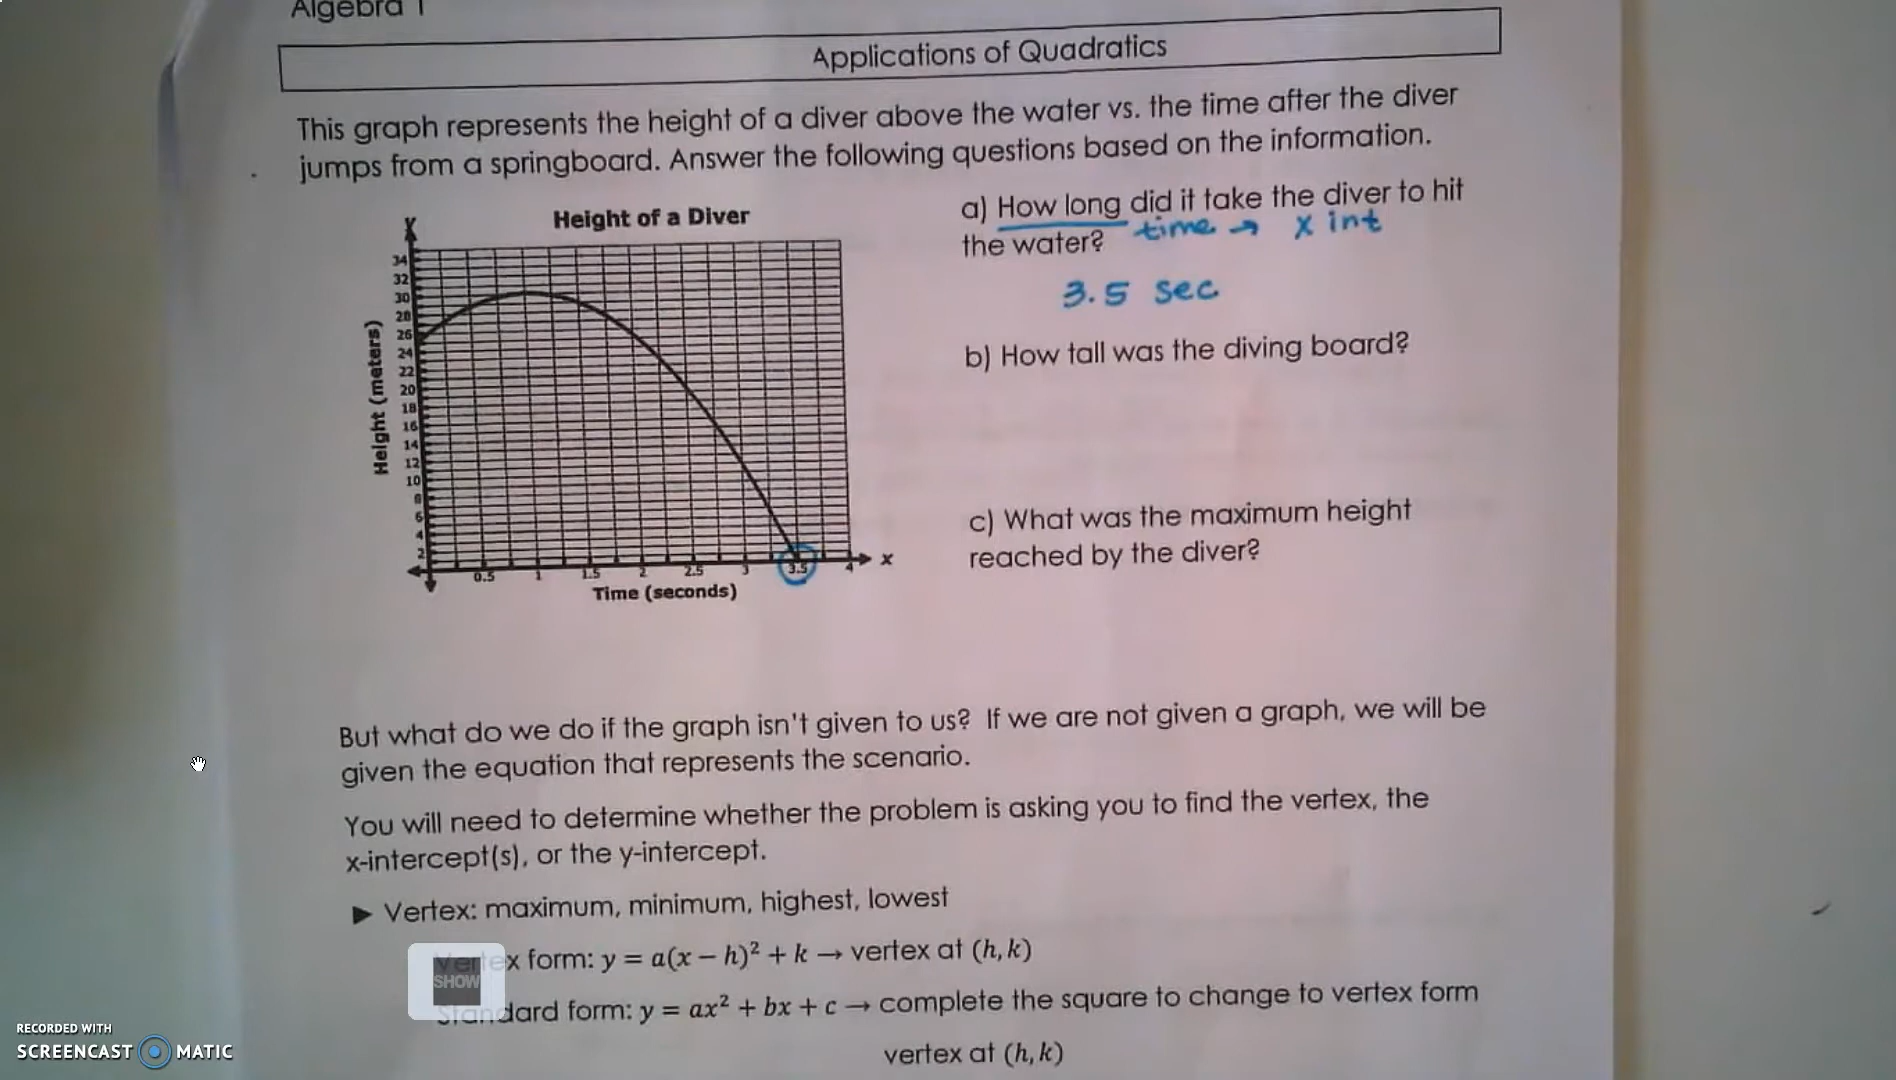 Algebra 1
Applications of Quadratics
This graph represents the height of a diver above the water vs. the time after the diver
jumps from a springboard. Answer the following questions based on the information.
Height of a Diver
Y
34
32
30
28
26
24
22
20
18
16
14
12
10
8
6
4
2
Height (meters)
0.5 1 1.5 2 2.5 3 3.5 4 x
Time (seconds)
a) How long did it take the diver to hit
the water? time → x int
3.5 sec
b) How tall was the diving board?
c) What was the maximum height
reached by the diver?
But what do we do if the graph isn't given to us? If we are not given a graph, we will be
given the equation that represents the scenario.
You will need to determine whether the problem is asking you to find the vertex, the
x-intercept(s), or the y-intercept.
► Vertex: maximum, minimum, highest, lowest
Vertex form: y = a(x − h)² + k → vertex at (h, k)
SHOW
Standard form: y = ax² + bx + c → complete the square to change to vertex form
vertex at (h, k)
RECORDED WITH
SCREENCAST MATIC